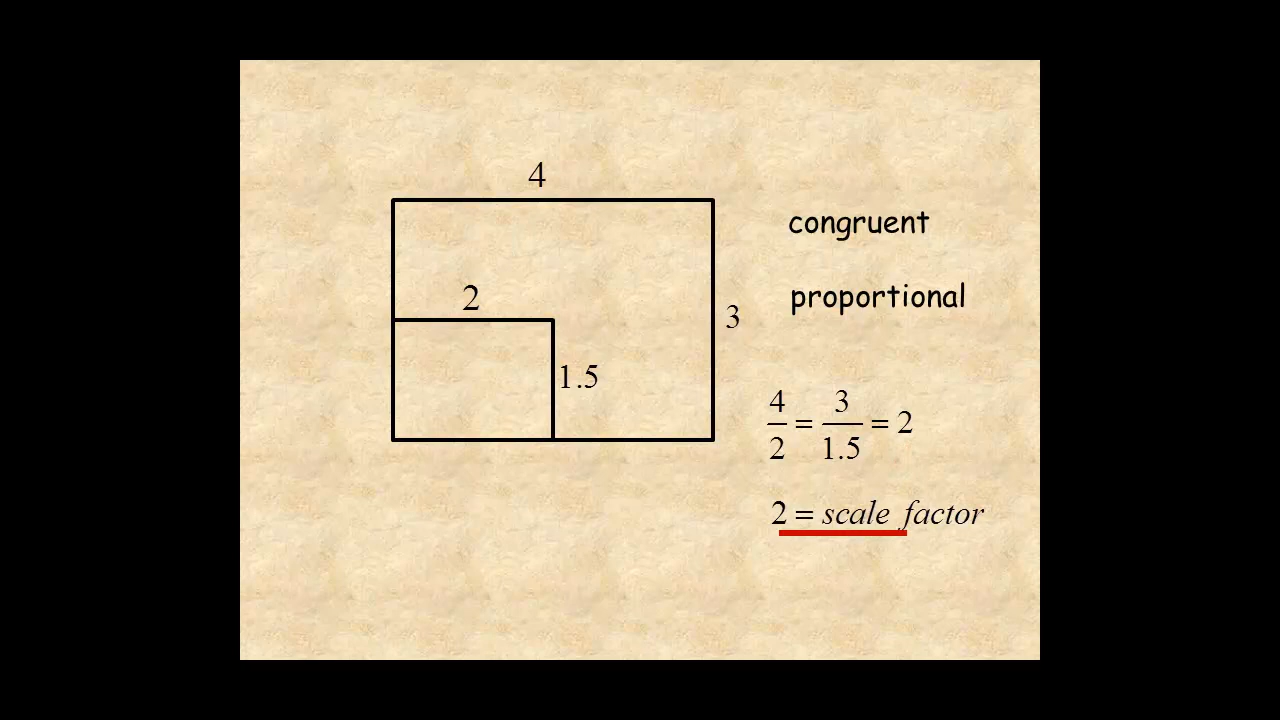 4
congruent
2
proportional
3
1.5
4/2 = 3/1.5 = 2
2 = scale factor